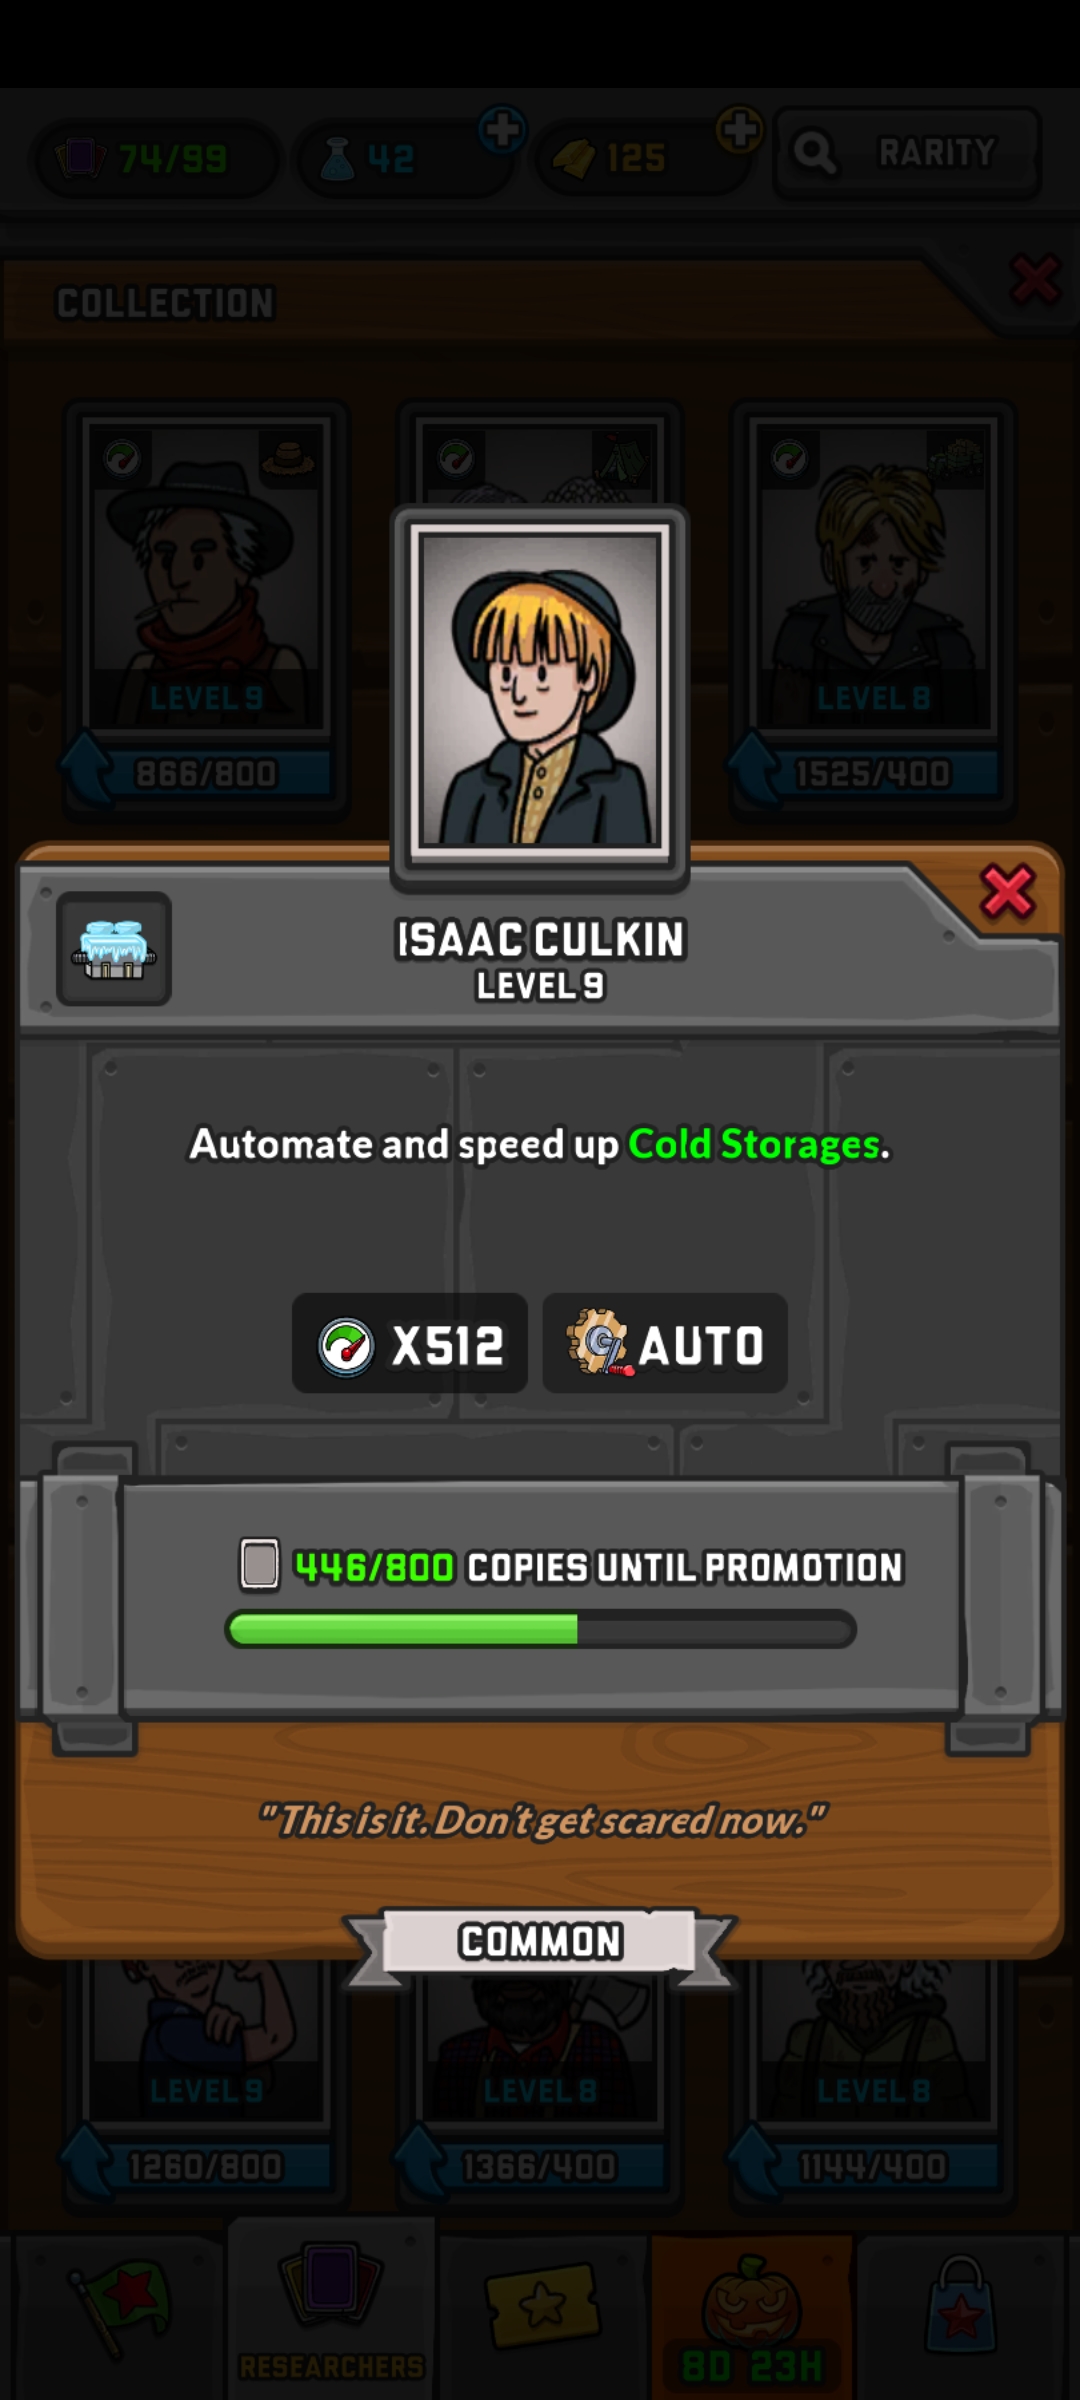 74/99
42
125
RARITY
COLLECTION
LEVEL 9
LEVEL 8
866/800
1525/400
ISAAC CULKIN
LEVEL 9
Automate and speed up Cold Storages.
X512
AUTO
446/800 COPIES UNTIL PROMOTION
"This is it. Don't get scared now."
COMMON
LEVEL 9
LEVEL 8
LEVEL 8
1260/800
1366/400
1144/400
RESEARCHERS
8D 23H